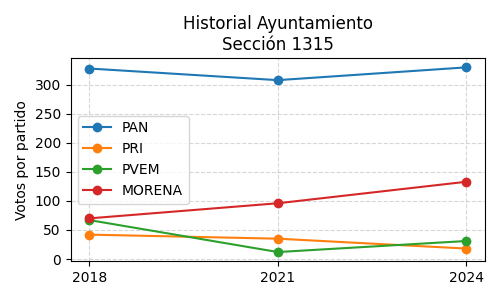 Historial Ayuntamiento
Sección 1315
Votos por partido
300
250
200
150
100
50
0
PAN
PRI
PVEM
MORENA
2018
2021
2024